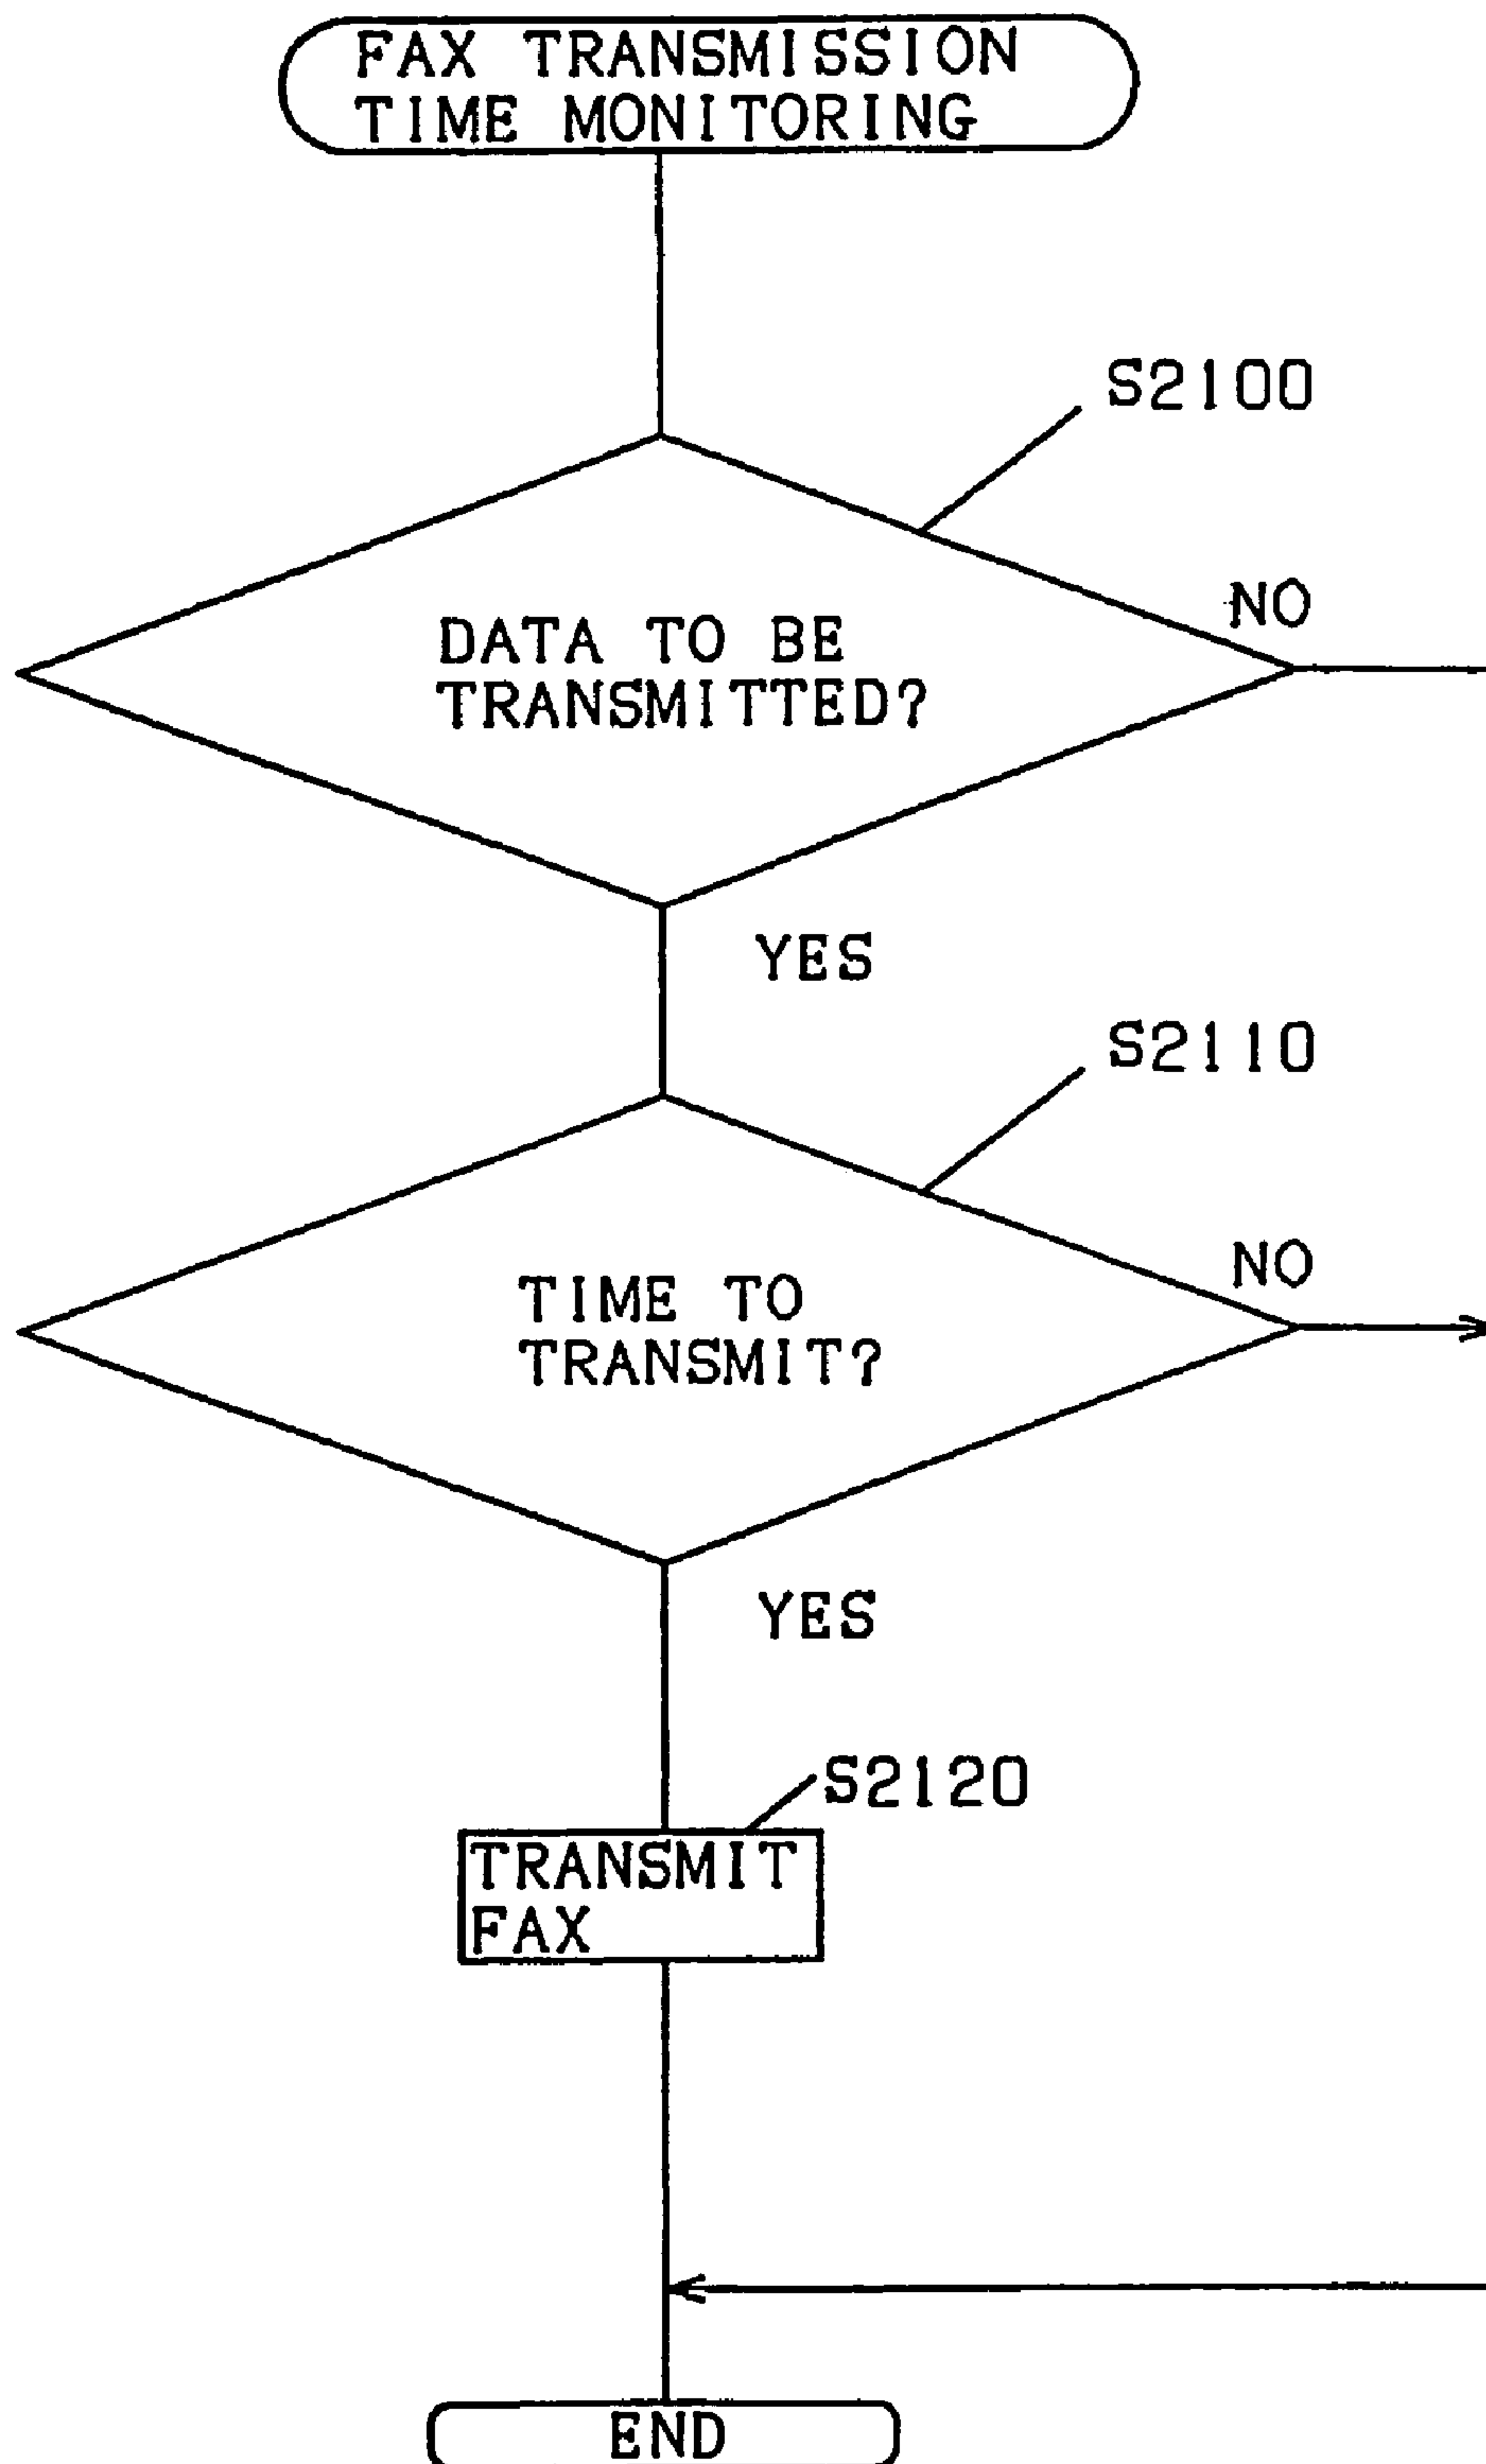 FAX TRANSMISSION
TIME MONITORING
S2100
NO
DATA TO BE
TRANSMITTED?
YES
S2110
NO
TIME TO
TRANSMIT?
YES
S2120
TRANSMIT
FAX
END